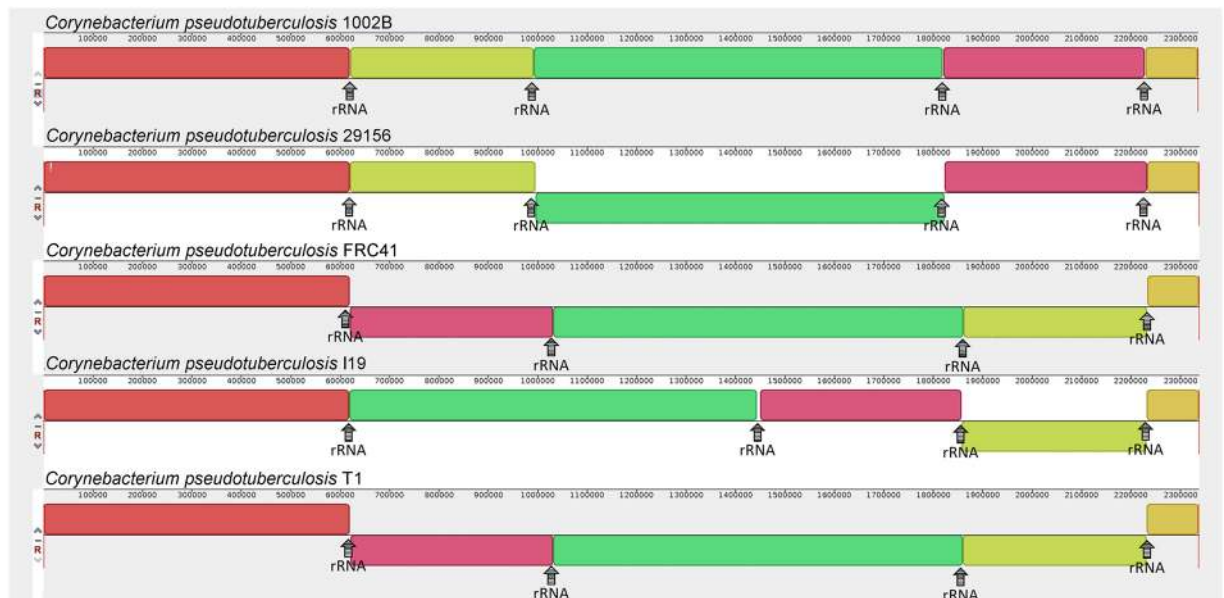 Corynebacterium pseudotuberculosis 1002B
100000 200000 300000 400000 500000 600000 700000 800000 900000 1000000 1100000 1200000 1300000 1400000 1500000 1600000 1700000 1800000 1900000 2000000 2100000 2200000 2300000
R
rRNA rRNA rRNA rRNA
Corynebacterium pseudotuberculosis 29156
100000 200000 300000 400000 500000 600000 700000 800000 900000 1000000 1100000 1200000 1300000 1400000 1500000 1600000 1700000 1800000 1900000 2000000 2100000 2200000 2300000
R
rRNA rRNA rRNA rRNA
Corynebacterium pseudotuberculosis FRC41
100000 200000 300000 400000 500000 600000 700000 800000 900000 1000000 1100000 1200000 1300000 1400000 1500000 1600000 1700000 1800000 1900000 2000000 2100000 2200000 2300000
R
rRNA rRNA rRNA rRNA
Corynebacterium pseudotuberculosis I19
100000 200000 300000 400000 500000 600000 700000 800000 900000 1000000 1100000 1200000 1300000 1400000 1500000 1600000 1700000 1800000 1900000 2000000 2100000 2200000 2300000
R
rRNA rRNA rRNA rRNA
Corynebacterium pseudotuberculosis T1
100000 200000 300000 400000 500000 600000 700000 800000 900000 1000000 1100000 1200000 1300000 1400000 1500000 1600000 1700000 1800000 1900000 2000000 2100000 2200000 2300000
R
rRNA rRNA rRNA rRNA